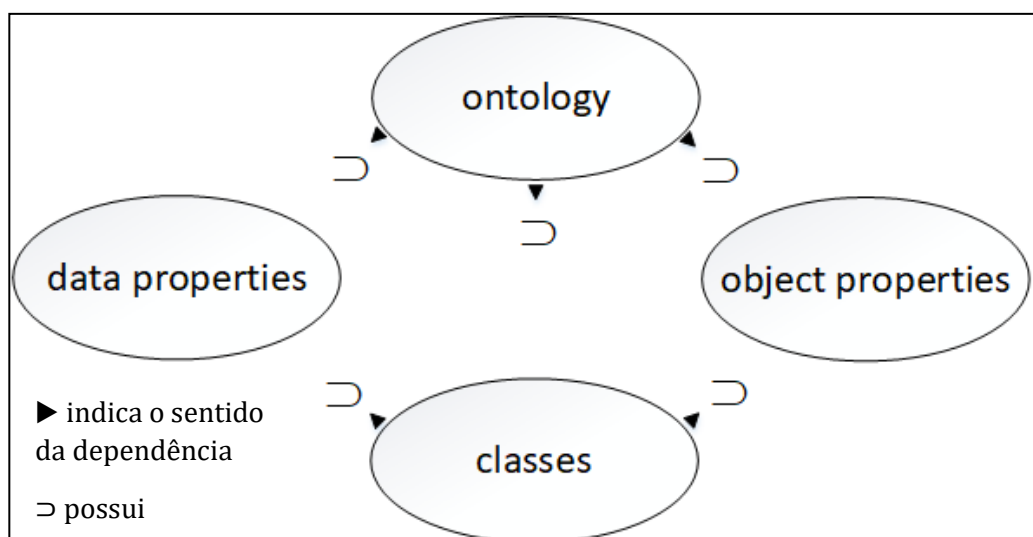 ontology
⊃
⊃
⊃
data properties
object properties
⊃
⊃
▶ indica o sentido
da dependência
classes
⊃ possui